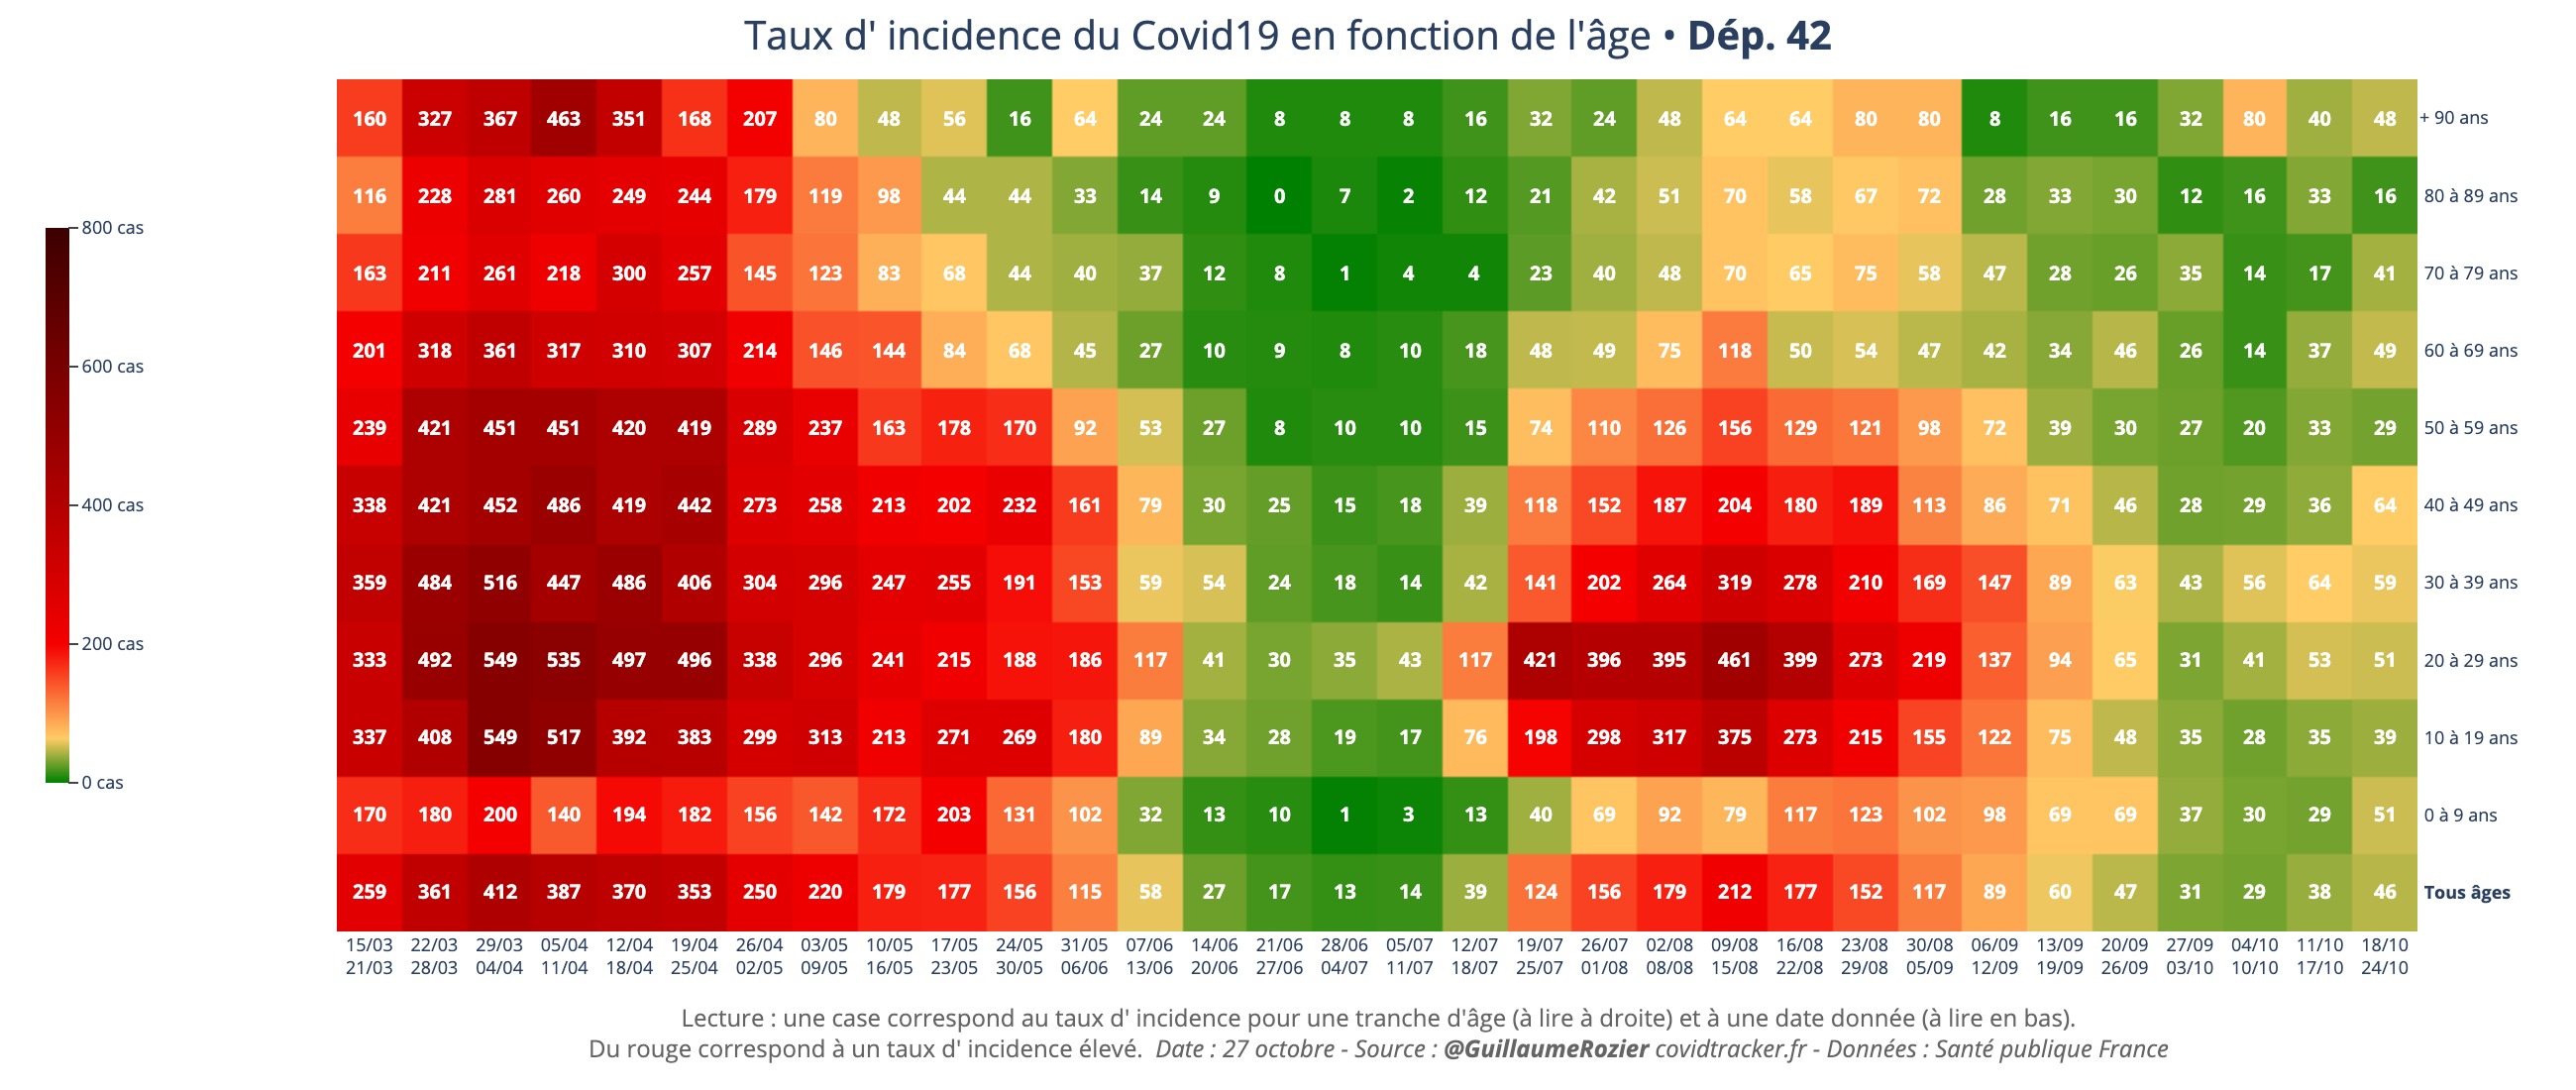 Taux d' incidence du Covid19 en fonction de l'âge • Dép. 42
160 327 367 463 351 168 207 80 48 56 16 64 24 24 8 8 8 16 32 24 48 64 64 80 80 8 16 16 32 80 40 48 + 90 ans
116 228 281 260 249 244 179 119 98 44 44 33 14 9 0 7 2 12 21 42 51 70 58 67 72 28 33 30 12 16 33 16 80 à 89 ans
163 211 261 218 300 257 145 123 83 68 44 40 37 12 8 1 4 4 23 40 48 70 65 75 58 47 28 26 35 14 17 41 70 à 79 ans
201 318 361 317 310 307 214 146 144 84 68 45 27 10 9 8 10 18 48 49 75 118 50 54 47 42 34 46 26 14 37 49 60 à 69 ans
239 421 451 451 420 419 289 237 163 178 170 92 53 27 8 10 10 15 74 110 126 156 129 121 98 72 39 30 27 20 33 29 50 à 59 ans
338 421 452 486 419 442 273 258 213 202 232 161 79 30 25 15 18 39 118 152 187 204 180 189 113 86 71 46 28 29 36 64 40 à 49 ans
359 484 516 447 486 406 304 296 247 255 191 153 59 54 24 18 14 42 141 202 264 319 278 210 169 147 89 63 43 56 64 59 30 à 39 ans
333 492 549 535 497 496 338 296 241 215 188 186 117 41 30 35 43 117 421 396 395 461 399 273 219 137 94 65 31 41 53 51 20 à 29 ans
337 408 549 517 392 383 299 313 213 271 269 180 89 34 28 19 17 76 198 298 317 375 273 215 155 122 75 48 35 28 35 39 10 à 19 ans
170 180 200 140 194 182 156 142 172 203 131 102 32 13 10 1 3 13 40 69 92 79 117 123 102 98 69 69 37 30 29 51 0 à 9 ans
259 361 412 387 370 353 250 220 179 177 156 115 58 27 17 13 14 39 124 156 179 212 177 152 117 89 60 47 31 29 38 46 Tous âges
15/03 22/03 29/03 05/04 12/04 19/04 26/04 03/05 10/05 17/05 24/05 31/05 07/06 14/06 21/06 28/06 05/07 12/07 19/07 26/07 02/08 09/08 16/08 23/08 30/08 06/09 13/09 20/09 27/09 04/10 11/10 18/10
21/03 28/03 04/04 11/04 18/04 25/04 02/05 09/05 16/05 23/05 30/05 06/06 13/06 20/06 27/06 04/07 11/07 18/07 25/07 01/08 08/08 15/08 22/08 29/08 05/09 12/09 19/09 26/09 03/10 10/10 17/10 24/10
800 cas
600 cas
400 cas
200 cas
0 cas
Lecture : une case correspond au taux d' incidence pour une tranche d'âge (à lire à droite) et à une date donnée (à lire en bas).
Du rouge correspond à un taux d' incidence élevé. Date : 27 octobre - Source : @GuillaumeRozier covidtracker.fr - Données : Santé publique France